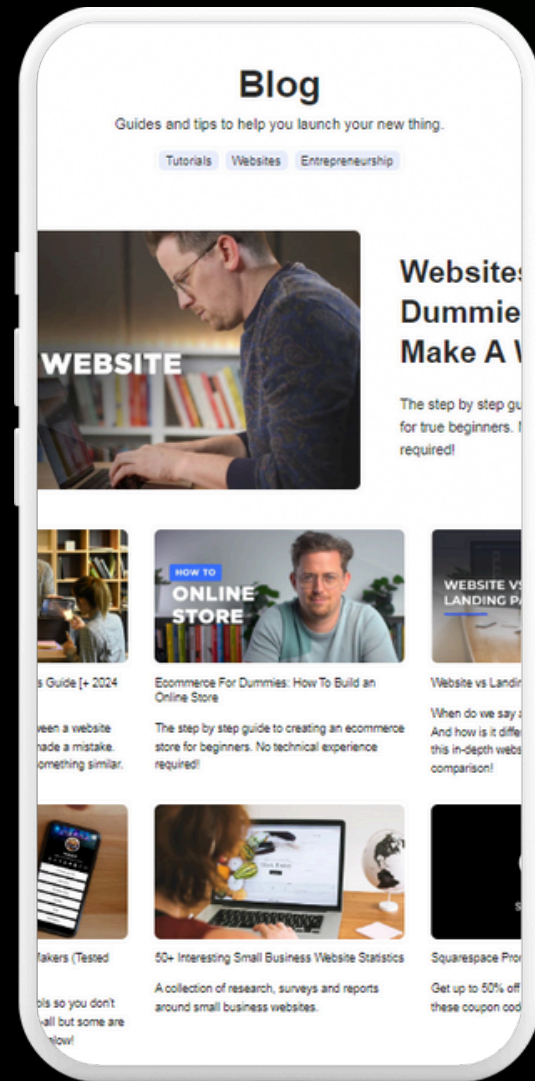 Blog
Guides and tips to help you launch your new thing.
Tutorials Websites Entrepreneurship
WEBSITE
Websites
Dummie
Make A
The step by step gu
for true beginners.
required!
HOW TO
ONLINE
STORE
WEBSITE VS
LANDING PA
s Guide [+ 2024
made a mistake.
omething similar.
Ecommerce For Dummies: How To Build an
Online Store
The step by step guide to creating an ecommerce
store for beginners. No technical experience
required!
Website vs Landin
When do we say a
And how is it diffe
this in-depth webs
comparison!
Makers (Tested
ols so you don't
-all but some are
elow!
50+ Interesting Small Business Website Statistics
A collection of research, surveys and reports
around small business websites.
Squarespace Pro
Get up to 50% off
these coupon cod